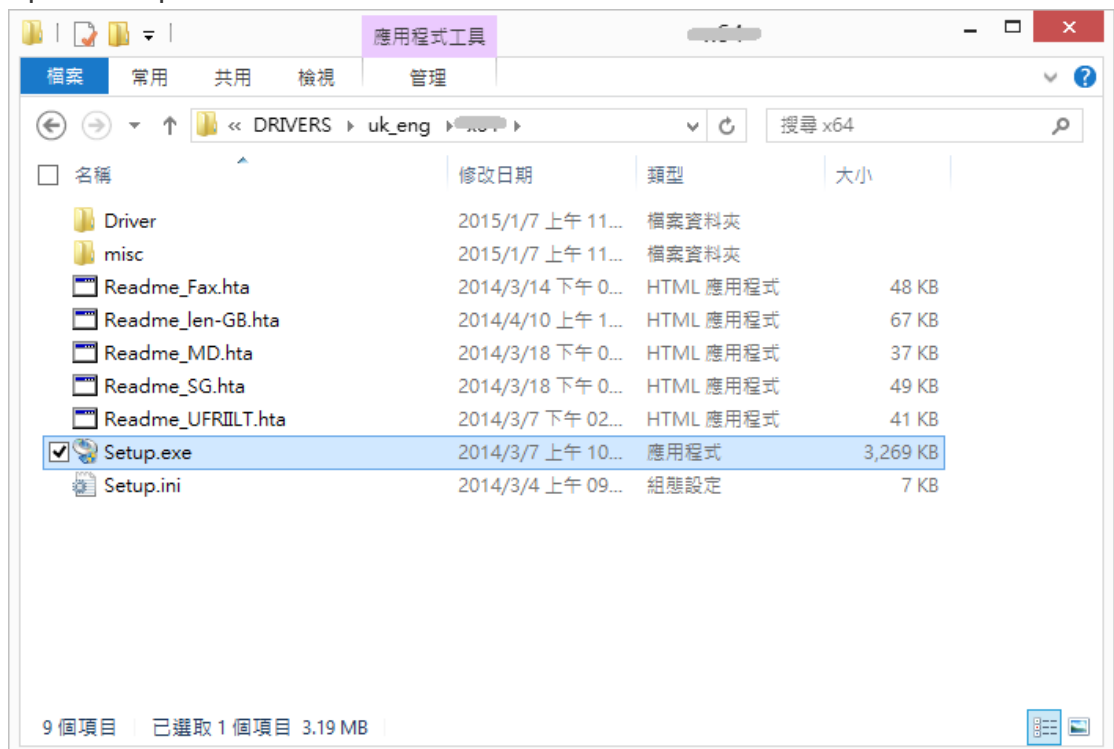 應用程式工具
檔案 常用 共用 檢視 管理
« DRIVERS uk_eng 搜尋 x64
名稱 修改日期 類型 大小
Driver 2015/1/7 上午 11... 檔案資料夾
misc 2015/1/7 上午 11... 檔案資料夾
Readme_Fax.hta 2014/3/14 下午 0... HTML 應用程式 48 KB
Readme_len-GB.hta 2014/4/10 上午 1... HTML 應用程式 67 KB
Readme_MD.hta 2014/3/18 下午 0... HTML 應用程式 37 KB
Readme_SG.hta 2014/3/18 下午 0... HTML 應用程式 49 KB
Readme_UFRIILT.hta 2014/3/7 下午 02... HTML 應用程式 41 KB
Setup.exe 2014/3/7 上午 10... 應用程式 3,269 KB
Setup.ini 2014/3/4 上午 09... 組態設定 7 KB
9 個項目 已選取 1 個項目 3.19 MB